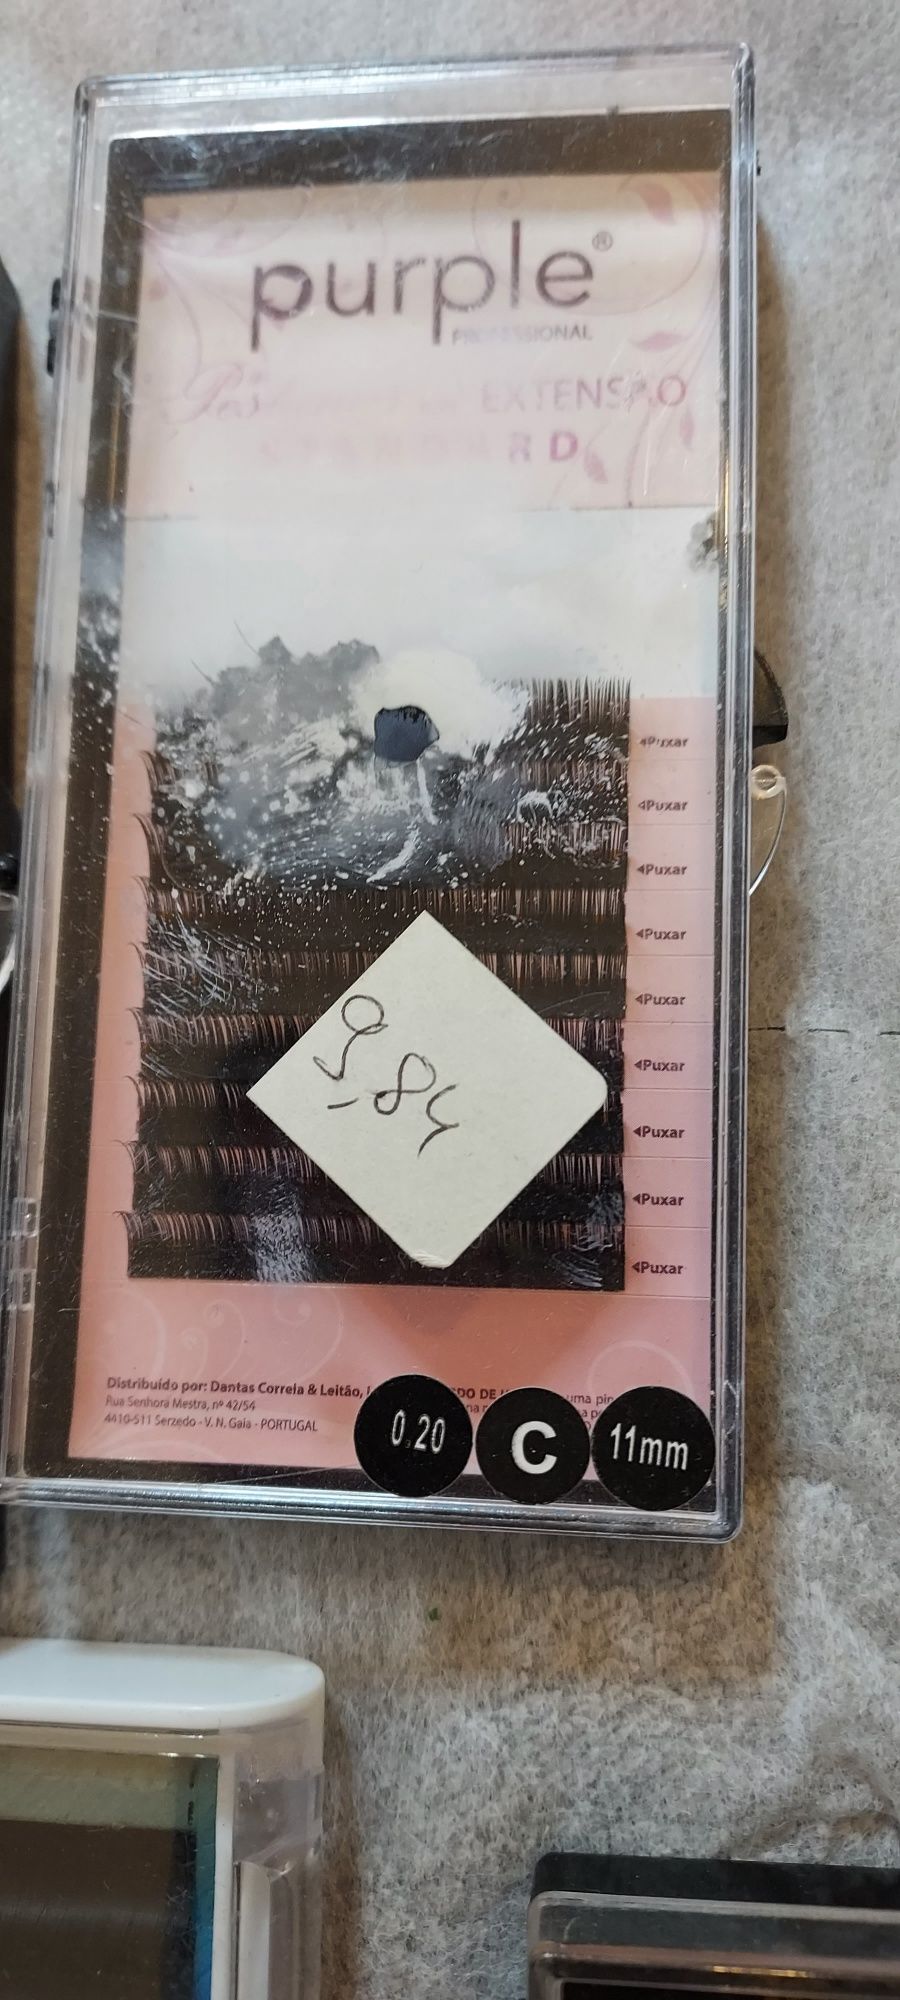 purple®
PROFESSIONAL
EXTENSÃO
STANDARD
◄Puxar
◄Puxar
◄Puxar
◄Puxar
◄Puxar
◄Puxar
◄Puxar
◄Puxar
◄Puxar
9,84
Distribuído por: Dantas Correia & Leitão,
Rua Senhora Mestra, nº 42/54
4410-511 Serzedo - V. N. Gaia - PORTUGAL
0.20
C
11mm